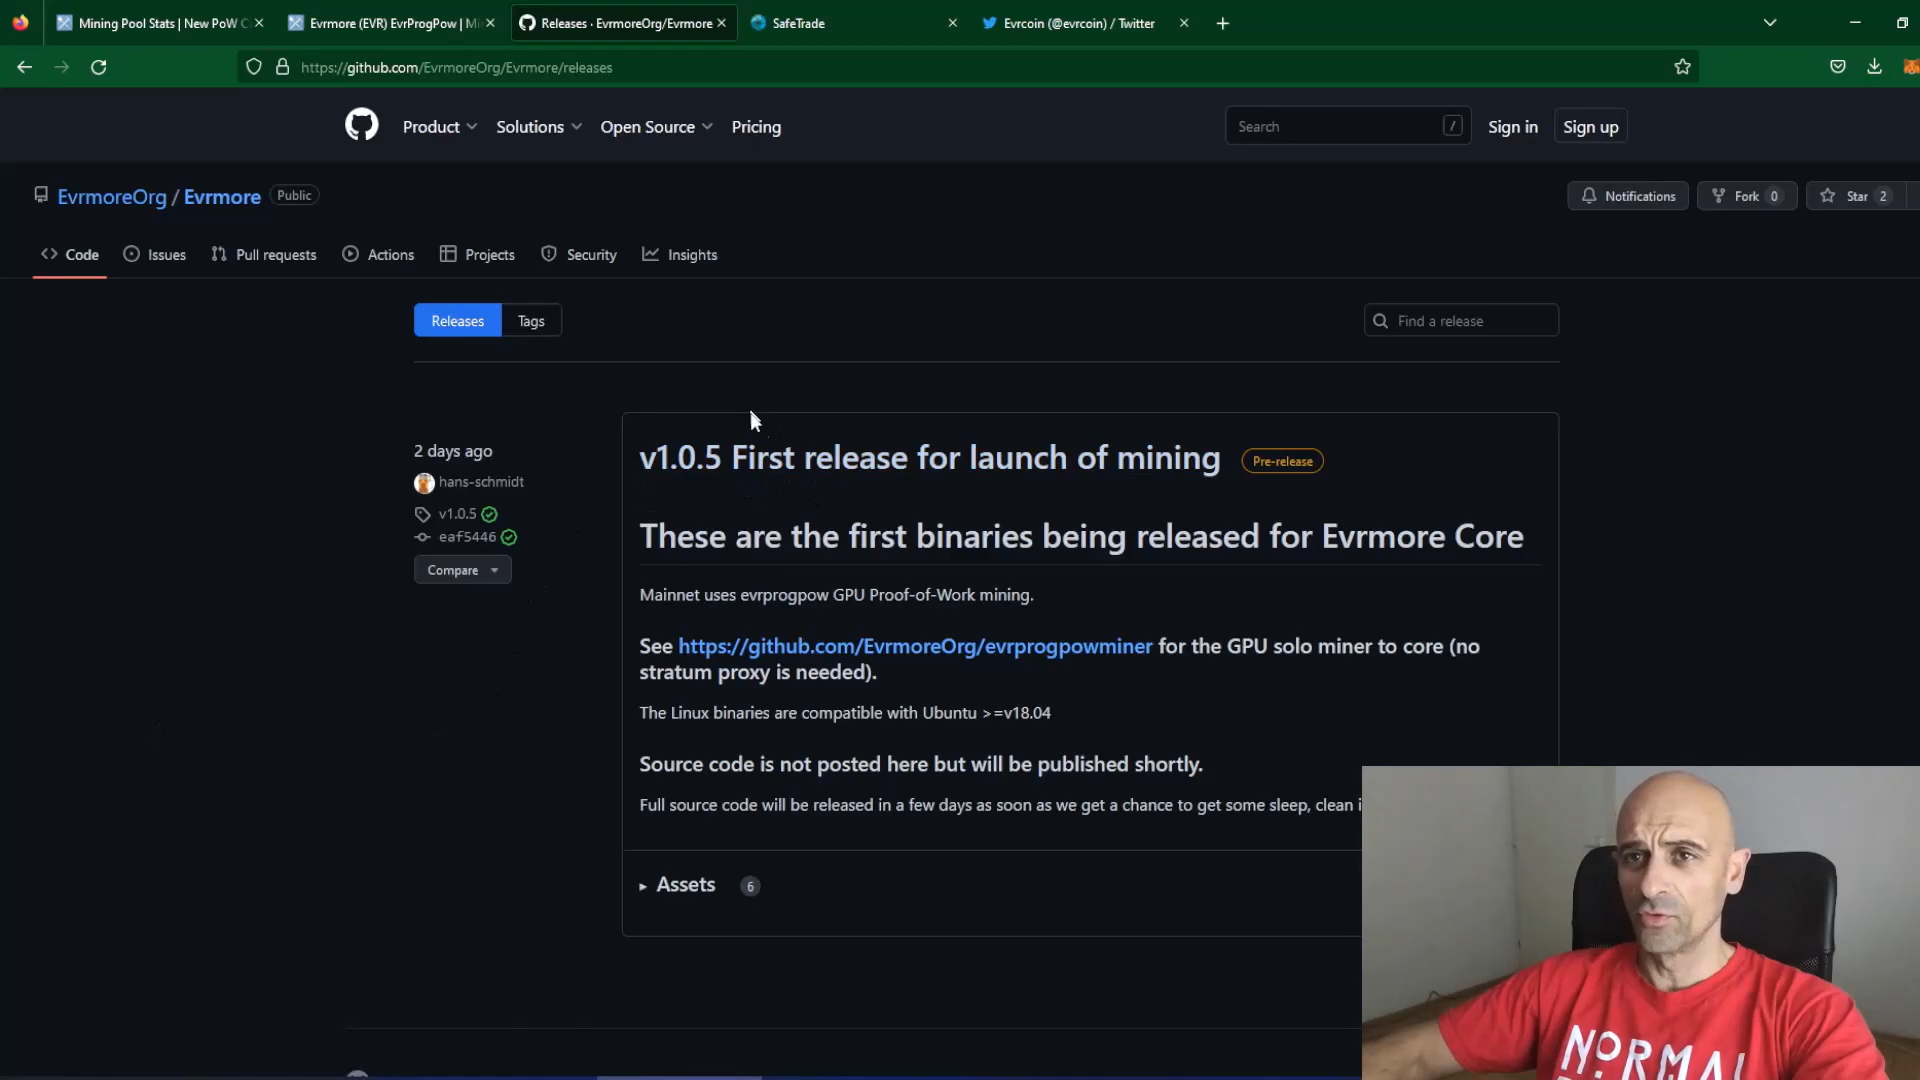 Mining Pool Stats | New PoW C
Evrmore (EVR) EvrProgPow | Mi
Releases · EvrmoreOrg/Evrmore
SafeTrade
Evrcoin (@evrcoin) / Twitter
https://github.com/EvrmoreOrg/Evrmore/releases
Product
Solutions
Open Source
Pricing
Search /
Sign in
Sign up
EvrmoreOrg / Evrmore Public
Notifications
Fork 0
Star 2
Code
Issues
Pull requests
Actions
Projects
Security
Insights
Releases
Tags
Find a release
2 days ago
hans-schmidt
v1.0.5
eaf5446
Compare
v1.0.5 First release for launch of mining Pre-release
These are the first binaries being released for Evrmore Core
Mainnet uses evrprogpow GPU Proof-of-Work mining.
See https://github.com/EvrmoreOrg/evrprogpowminer for the GPU solo miner to core (no
stratum proxy is needed).
The Linux binaries are compatible with Ubuntu >=v18.04
Source code is not posted here but will be published shortly.
Full source code will be released in a few days as soon as we get a chance to get some sleep, clean i
Assets 6
NORMAL